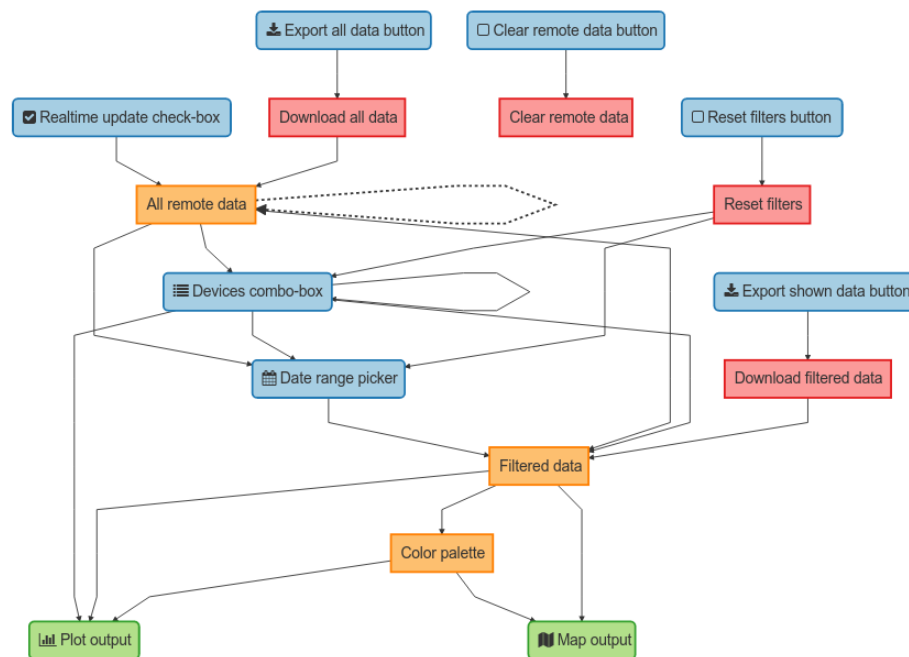 Export all data button
Clear remote data button
Realtime update check-box
Download all data
Clear remote data
Reset filters button
All remote data
Reset filters
Devices combo-box
Export shown data button
Date range picker
Download filtered data
Filtered data
Color palette
Plot output
Map output